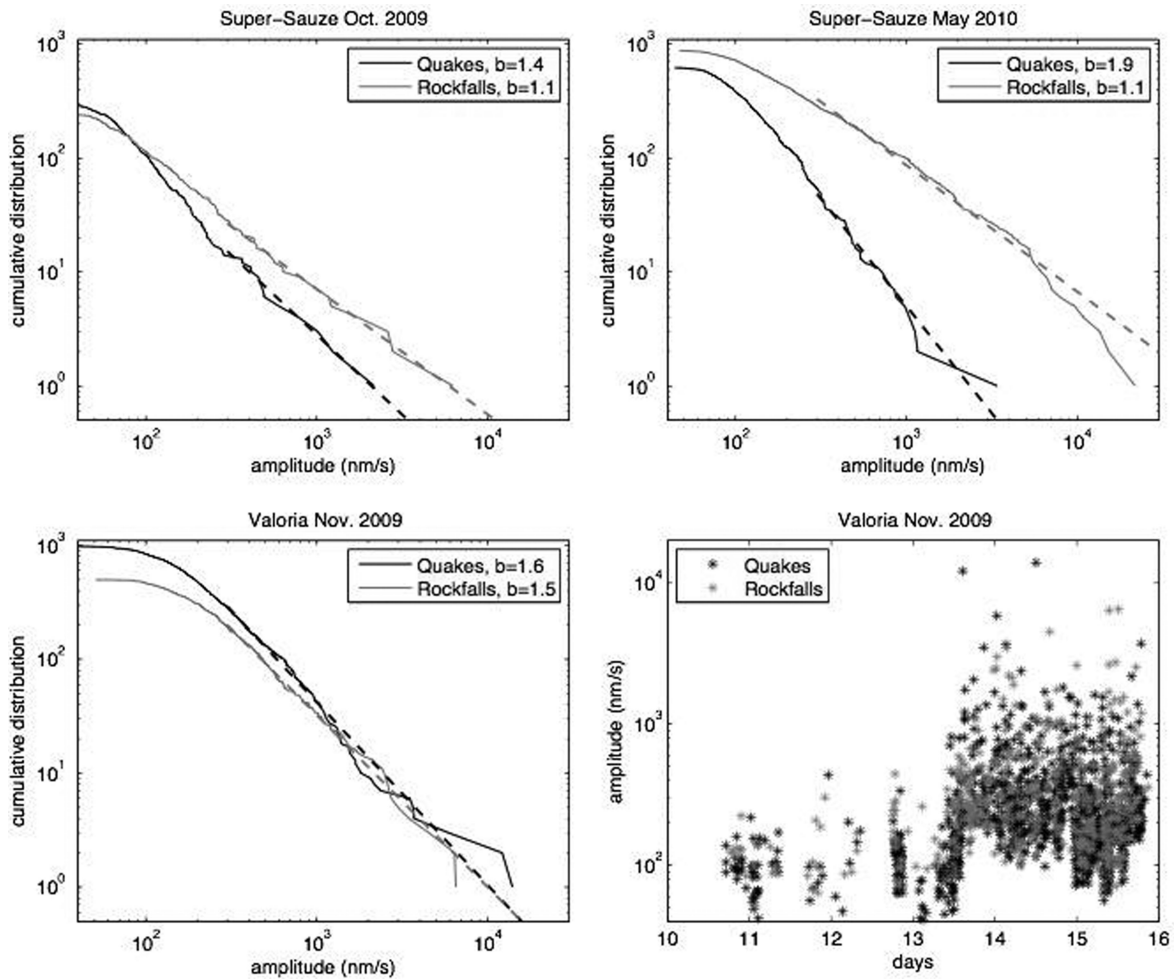 Super-Sauze Oct. 2009
10^3
10^2
10^1
10^0
cumulative distribution
Quakes, b=1.4
Rockfalls, b=1.1
10^2 10^3 10^4
amplitude (nm/s)
Super-Sauze May 2010
10^3
10^2
10^1
10^0
cumulative distribution
Quakes, b=1.9
Rockfalls, b=1.1
10^2 10^3 10^4
amplitude (nm/s)
Valoria Nov. 2009
10^3
10^2
10^1
10^0
cumulative distribution
Quakes, b=1.6
Rockfalls, b=1.5
10^2 10^3 10^4
amplitude (nm/s)
Valoria Nov. 2009
10^4
10^3
10^2
amplitude (nm/s)
Quakes
Rockfalls
10 11 12 13 14 15 16
days